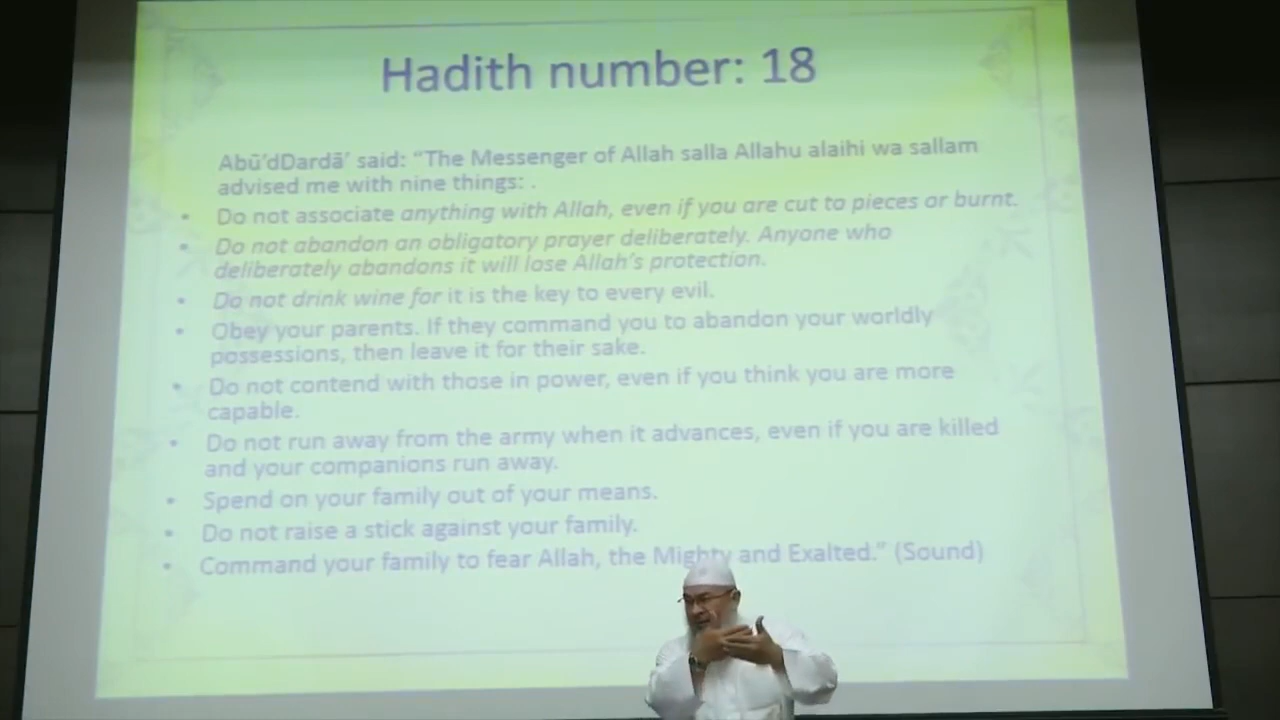 Hadith number: 18
Abū'dDardā' said: "The Messenger of Allah salla Allahu alaihi wa sallam
advised me with nine things: .
• Do not associate anything with Allah, even if you are cut to pieces or burnt.
• Do not abandon an obligatory prayer deliberately. Anyone who
deliberately abandons it will lose Allah's protection.
• Do not drink wine for it is the key to every evil.
• Obey your parents. If they command you to abandon your worldly
possessions, then leave it for their sake.
• Do not contend with those in power, even if you think you are more
capable.
• Do not run away from the army when it advances, even if you are killed
and your companions run away.
• Spend on your family out of your means.
• Do not raise a stick against your family.
• Command your family to fear Allah, the Mighty and Exalted." (Sound)